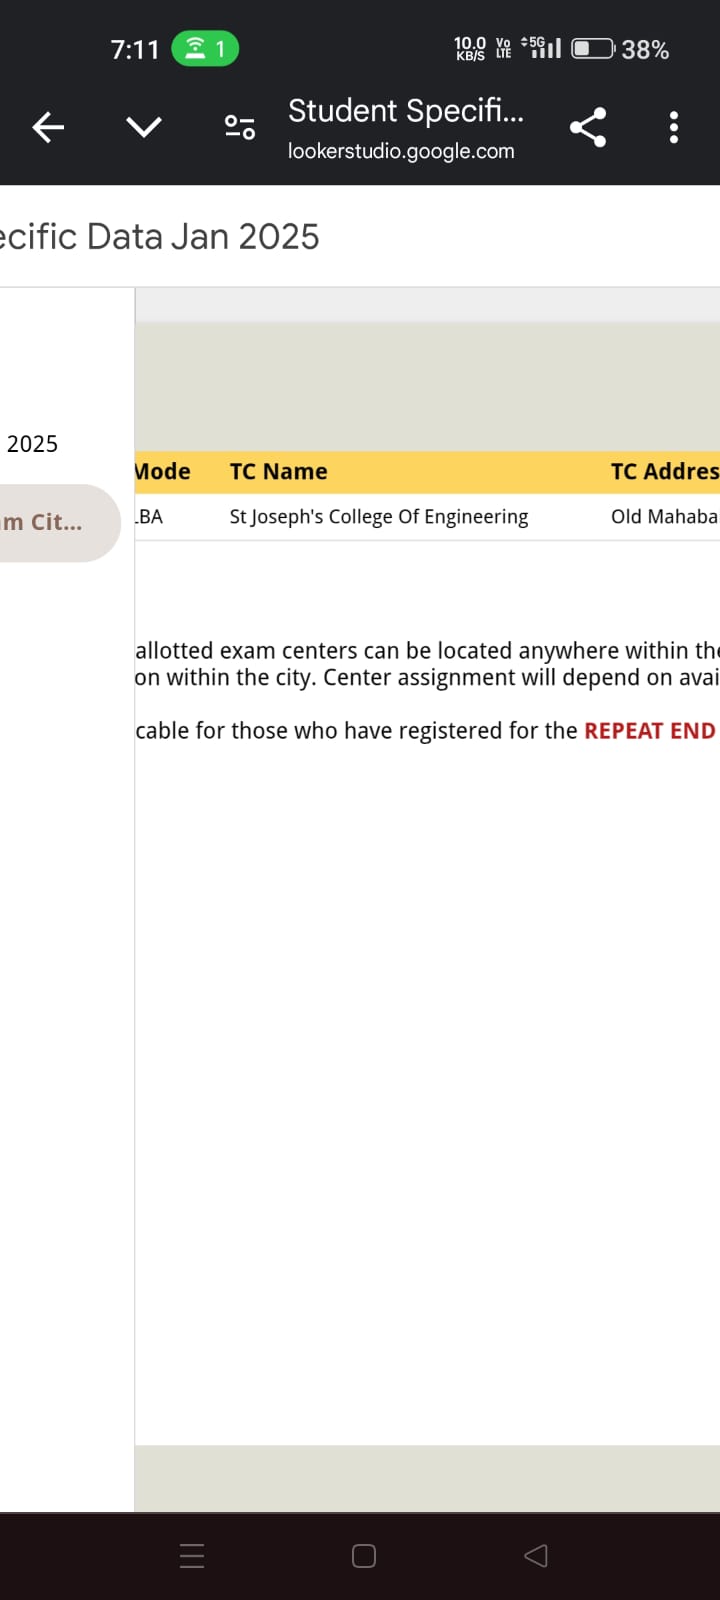 7:11 1 10.0 KB/S Vo LTE 5G 38%
Student Specifi...
lookerstudio.google.com
ecific Data Jan 2025
2025
m Cit...
Mode TC Name TC Addres
LBA St Joseph's College Of Engineering Old Mahaba
allotted exam centers can be located anywhere within the
on within the city. Center assignment will depend on avai
cable for those who have registered for the REPEAT END